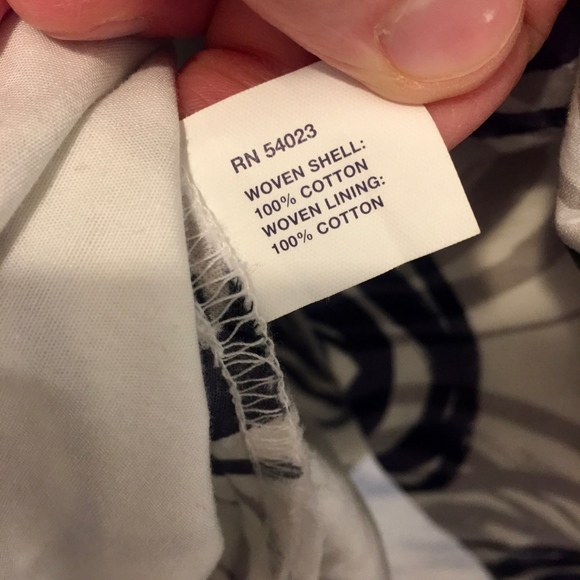 RN 54023
WOVEN SHELL:
100% COTTON
WOVEN LINING:
100% COTTON